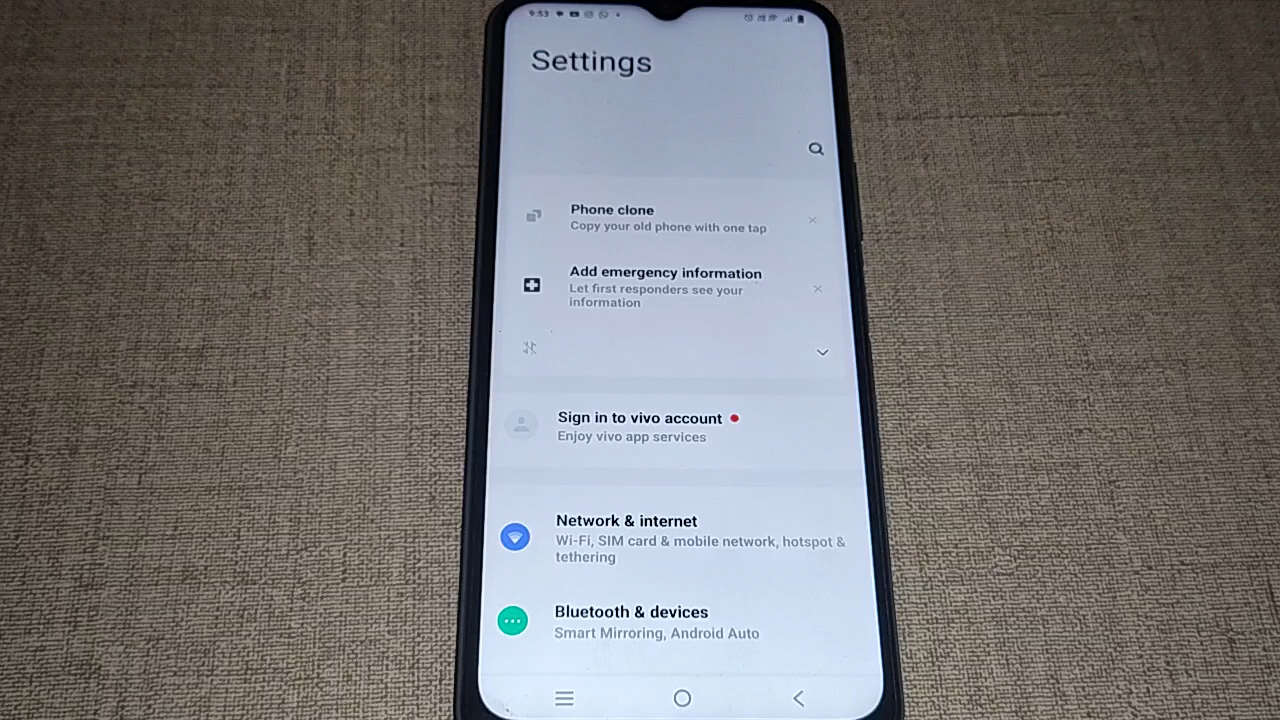 9:53
Settings
Phone clone
Copy your old phone with one tap
Add emergency information
Let first responders see your
information
Sign in to vivo account
Enjoy vivo app services
Network & internet
Wi-Fi, SIM card & mobile network, hotspot &
tethering
Bluetooth & devices
Smart Mirroring, Android Auto